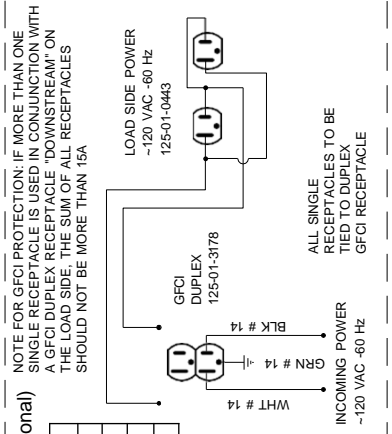 onal)
NOTE FOR GFCI PROTECTION: IF MORE THAN ONE
SINGLE RECEPTACLE IS USED IN CONJUNCTION WITH
A GFCI DUPLEX RECEPTACLE "DOWNSTREAM" ON
THE LOAD SIDE, THE SUM OF ALL RECEPTACLES
SHOULD NOT BE MORE THAN 15A
LOAD SIDE POWER
~120 VAC -60 Hz
125-01-0443
GFCI
DUPLEX
125-01-3178
WHT # 14
GRN # 14
BLK # 14
INCOMING POWER
~120 VAC -60 Hz
ALL SINGLE
RECEPTACLES TO BE
TIED TO DUPLEX
GFCI RECEPTACLE